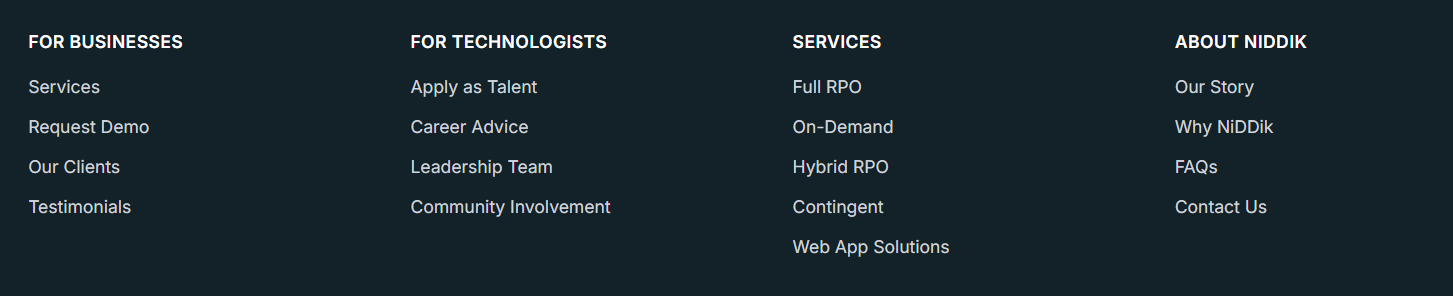 FOR BUSINESSES
Services
Request Demo
Our Clients
Testimonials
FOR TECHNOLOGISTS
Apply as Talent
Career Advice
Leadership Team
Community Involvement
SERVICES
Full RPO
On-Demand
Hybrid RPO
Contingent
Web App Solutions
ABOUT NIDDIK
Our Story
Why NiDDik
FAQs
Contact Us